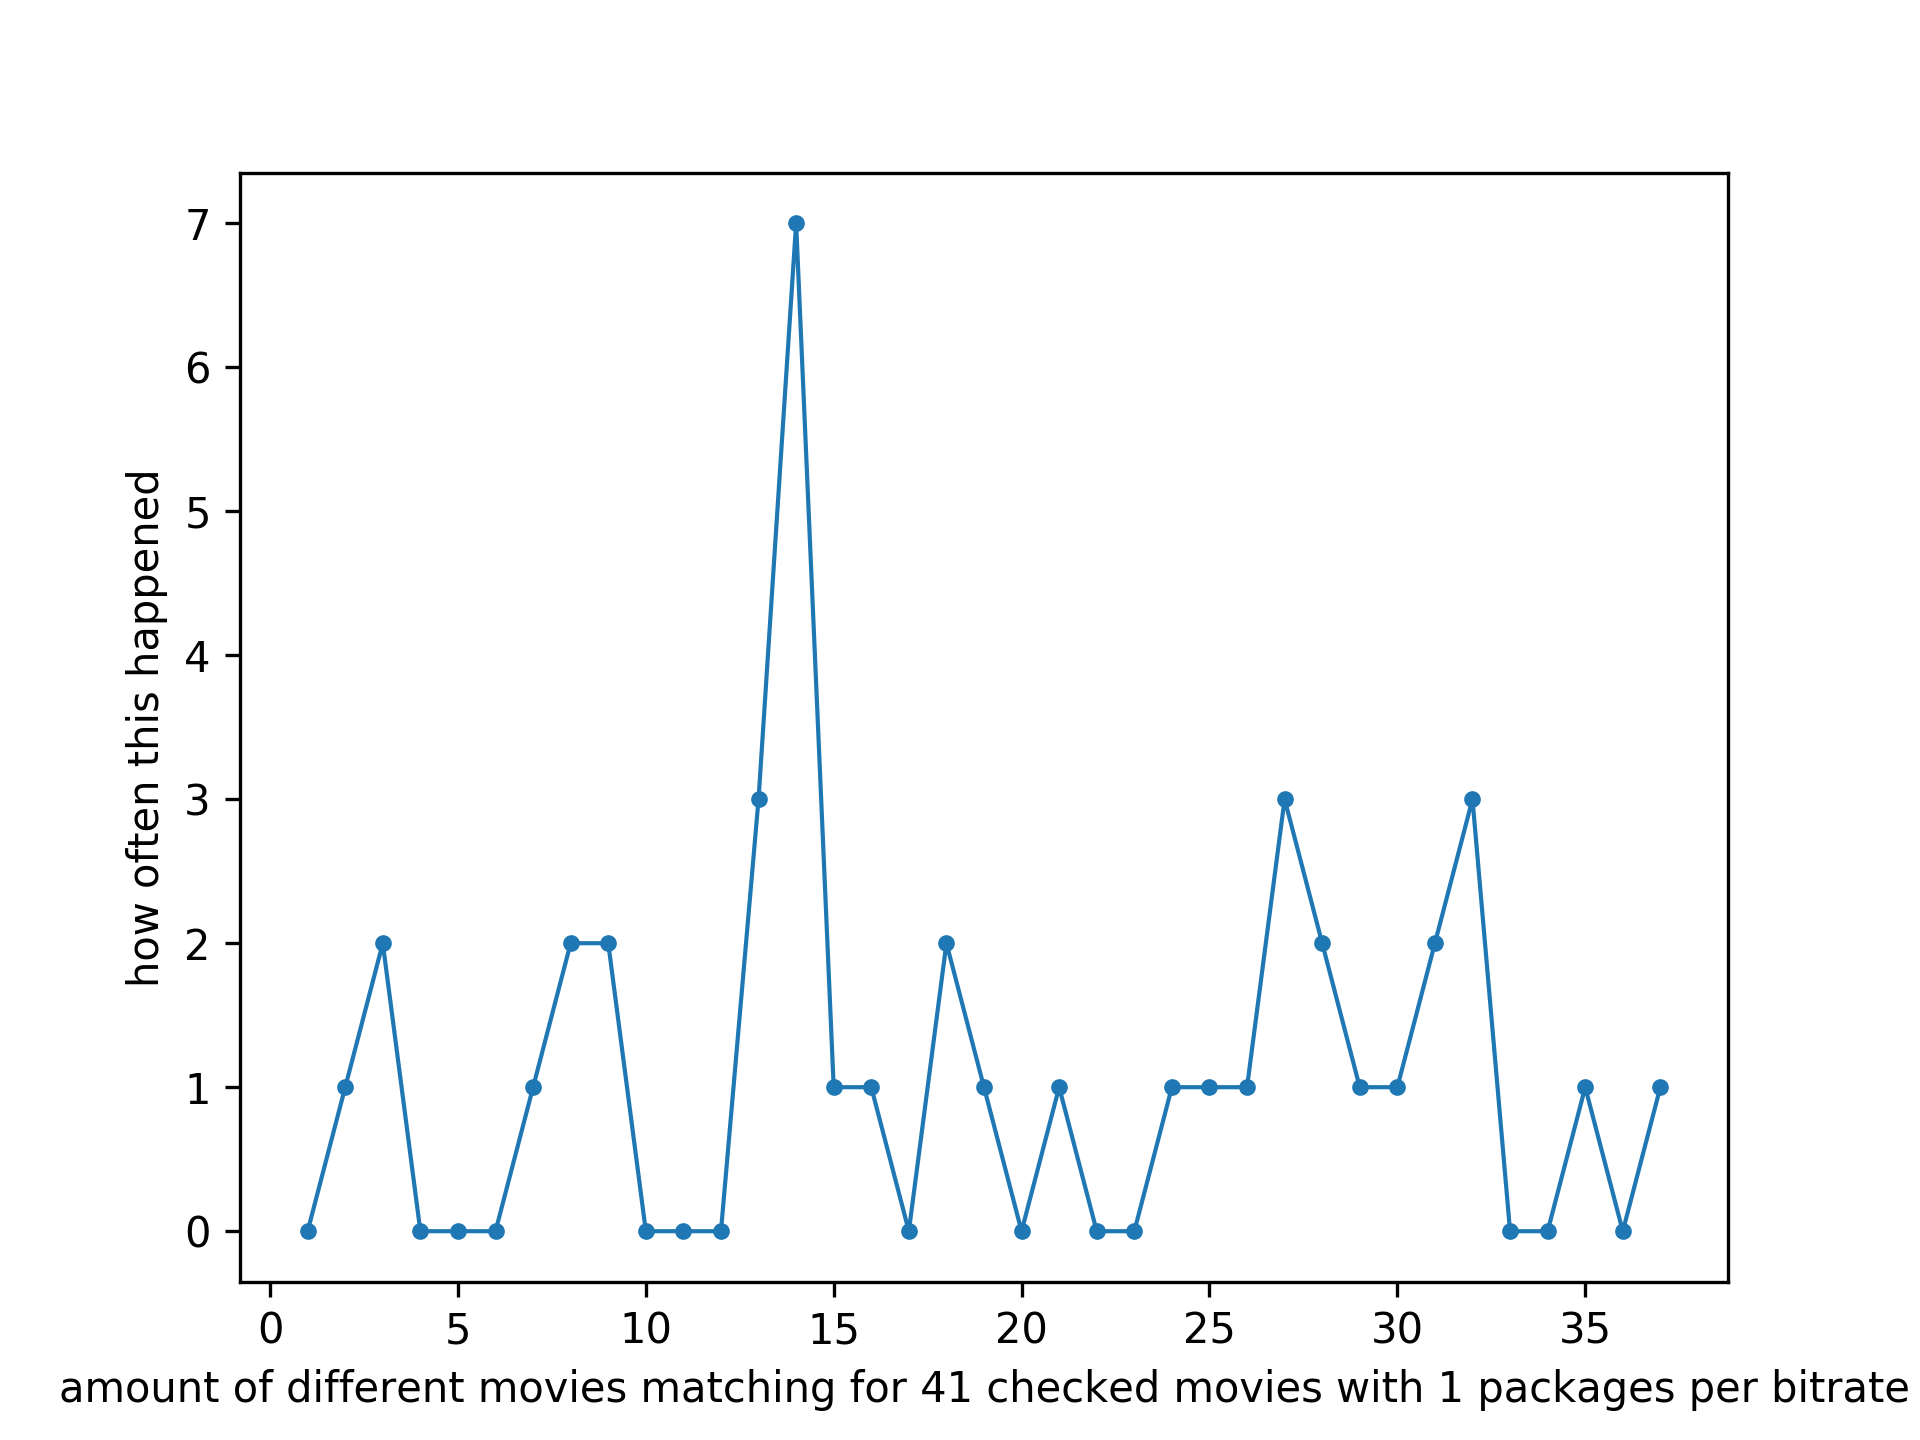 7
6
5
4
3
2
1
0
how often this happened
0 5 10 15 20 25 30 35
amount of different movies matching for 41 checked movies with 1 packages per bitrate